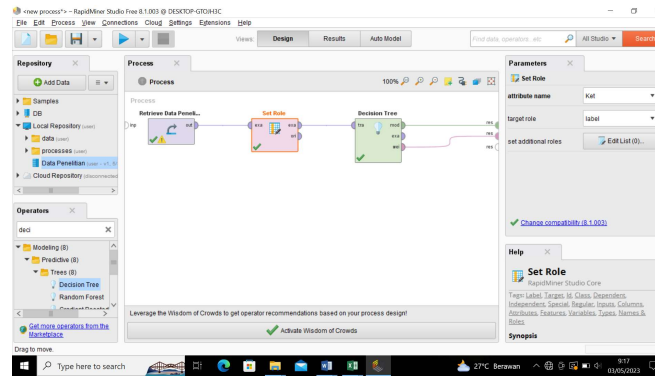 <new process*> – RapidMiner Studio Free 8.1.003 @ DESKTOP-GTOJH3C
File Edit Process View Connections Cloud Settings Extensions Help
Views: Design Results Auto Model
Find data, operators...etc
All Studio
Search
Repository
Add Data
Samples
DB
Local Repository (user)
data (user)
processes (user)
Data Penelitian (user - v1,
Cloud Repository (disconnected
Operators
deci
Modeling (8)
Predictive (8)
Trees (8)
Decision Tree
Random Forest
Get more operators from the
Marketplace
Process
Process
100%
Process
inp
Retrieve Data Peneli...
out
Set Role
exa exa
ori
Decision Tree
tra mod
exa
wei
res
res
res
Leverage the Wisdom of Crowds to get operator recommendations based on your process design!
Activate Wisdom of Crowds
Parameters
Set Role
attribute name Ket
target role label
set additional roles Edit List (0)...
Change compatibility (8.1.003)
Help
Set Role
RapidMiner Studio Core
Tags: Label, Target, Id, Class, Dependent,
Independent, Special, Regular, Inputs, Columns,
Attributes, Features, Variables, Types, Names &
Roles
Synopsis
Drag to move.
Type here to search
27°C Berawan
9:17
03/05/2023